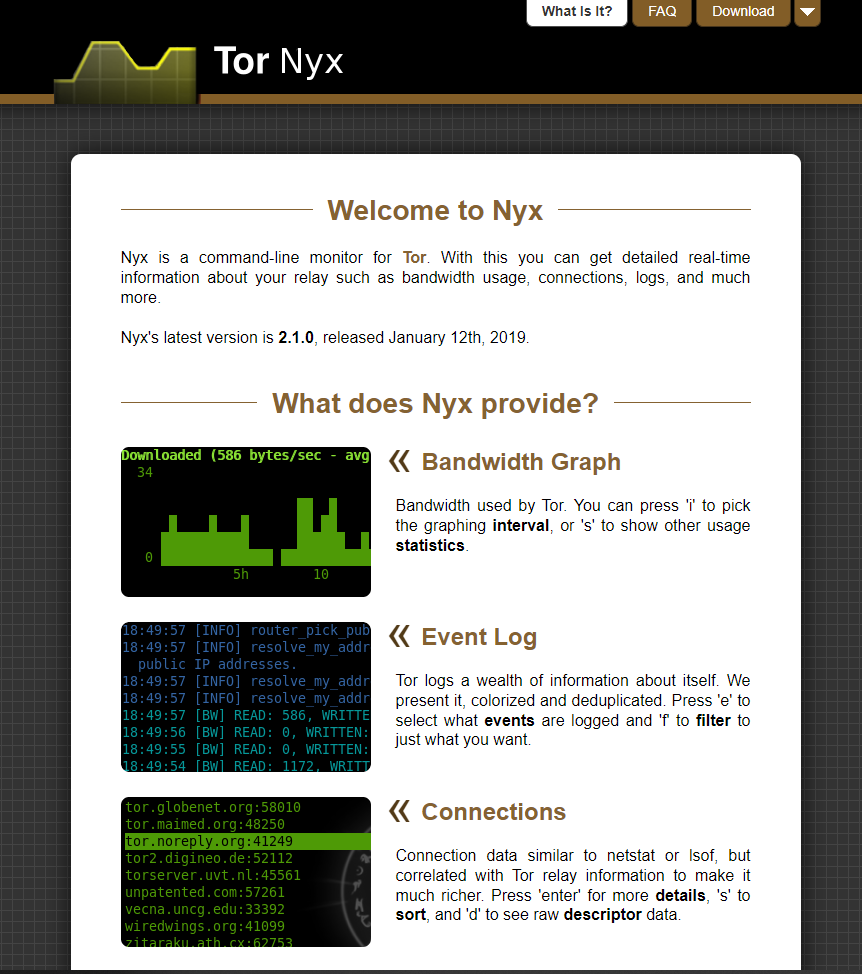 What Is It?
FAQ
Download
Tor Nyx
Welcome to Nyx
Nyx is a command-line monitor for Tor. With this you can get detailed real-time
information about your relay such as bandwidth usage, connections, logs, and much
more.
Nyx's latest version is 2.1.0, released January 12th, 2019.
What does Nyx provide?
Downloaded (586 bytes/sec - avg
34
0
5h
10
Bandwidth Graph
Bandwidth used by Tor. You can press 'i' to pick
the graphing interval, or 's' to show other usage
statistics.
18:49:57 [INFO] router_pick_pub
18:49:57 [INFO] resolve_my_addr
public IP addresses.
18:49:57 [INFO] resolve_my_addr
18:49:57 [INFO] resolve_my_addr
18:49:57 [BW] READ: 586, WRITTE
18:49:56 [BW] READ: 0, WRITTEN:
18:49:55 [BW] READ: 0, WRITTEN:
18:49:54 [BW] READ: 1172, WRITT
Event Log
Tor logs a wealth of information about itself. We
present it, colorized and deduplicated. Press 'e' to
select what events are logged and 'f' to filter to
just what you want.
tor.globenet.org:58010
tor.maimed.org:48250
tor.noreply.org:41249
tor2.digineo.de:52112
torserver.uvt.nl:45561
unpatented.com:57261
vecna.uncg.edu:33392
wiredwings.org:41099
zitaraku.ath.cx:62753
Connections
Connection data similar to netstat or lsof, but
correlated with Tor relay information to make it
much richer. Press 'enter' for more details, 's' to
sort, and 'd' to see raw descriptor data.